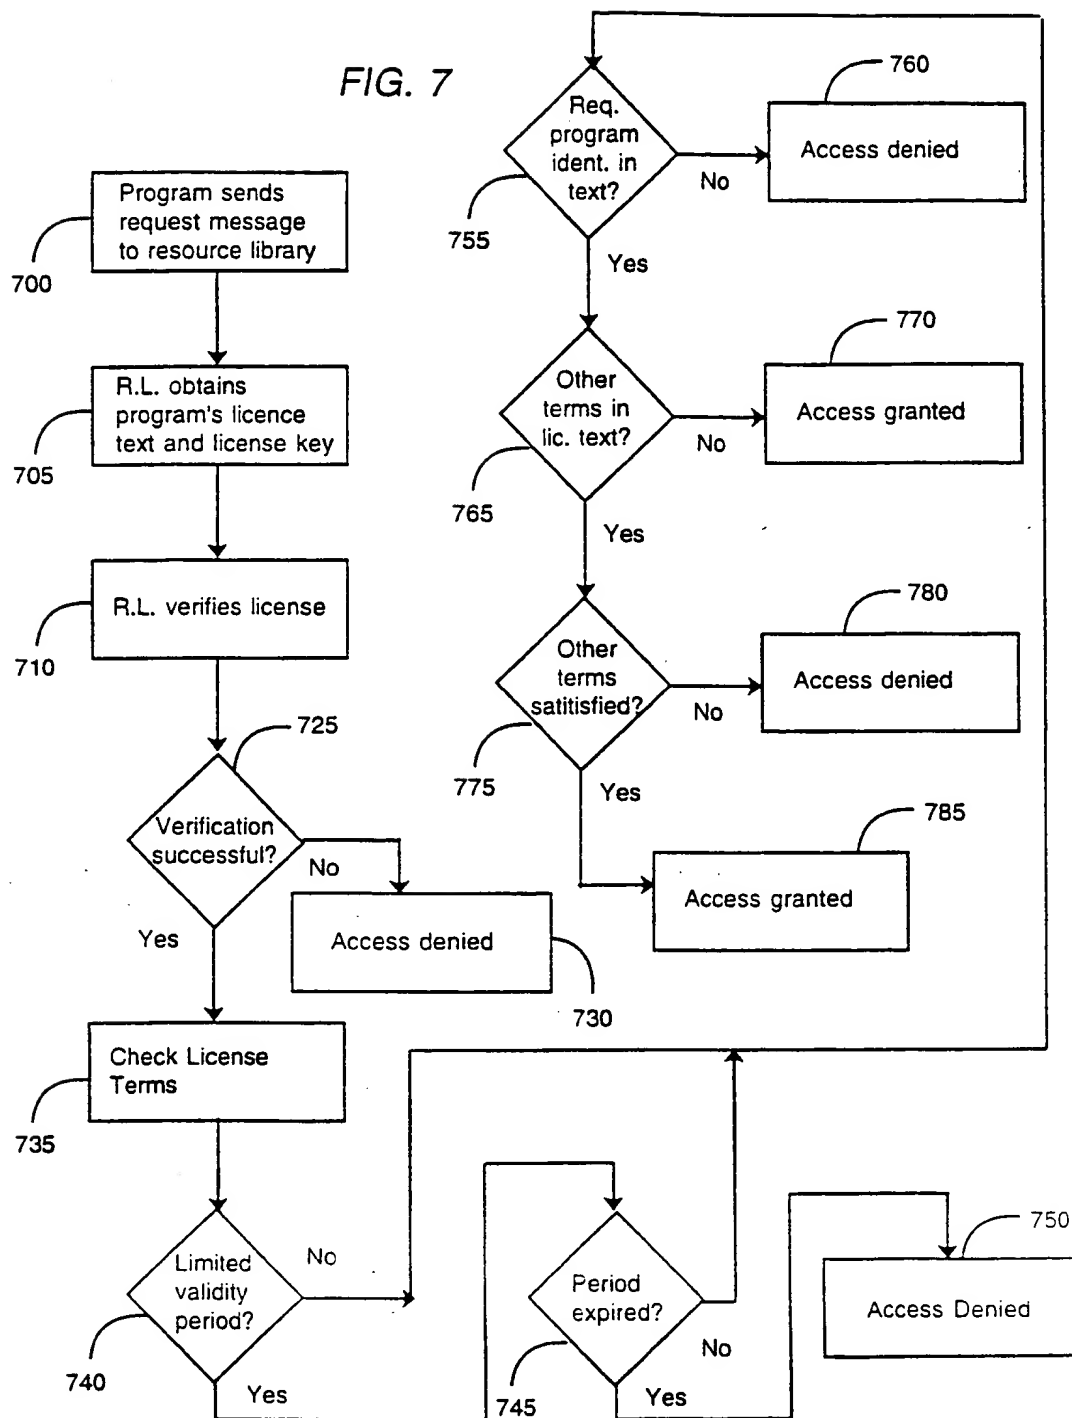 FIG. 7
Program sends
request message
to resource library
700
R.L. obtains
program's licence
text and license key
705
R.L. verifies license
710
725
Verification
successful?
No
Yes
Access denied
730
Check License
Terms
735
Limited
validity
period?
No
740
Yes
Period
expired?
No
745
Yes
750
Access Denied
Req.
program
ident. in
text?
755
No
Yes
760
Access denied
Other
terms in
lic. text?
765
No
Yes
770
Access granted
Other
terms
satitisfied?
775
No
Yes
780
Access denied
785
Access granted